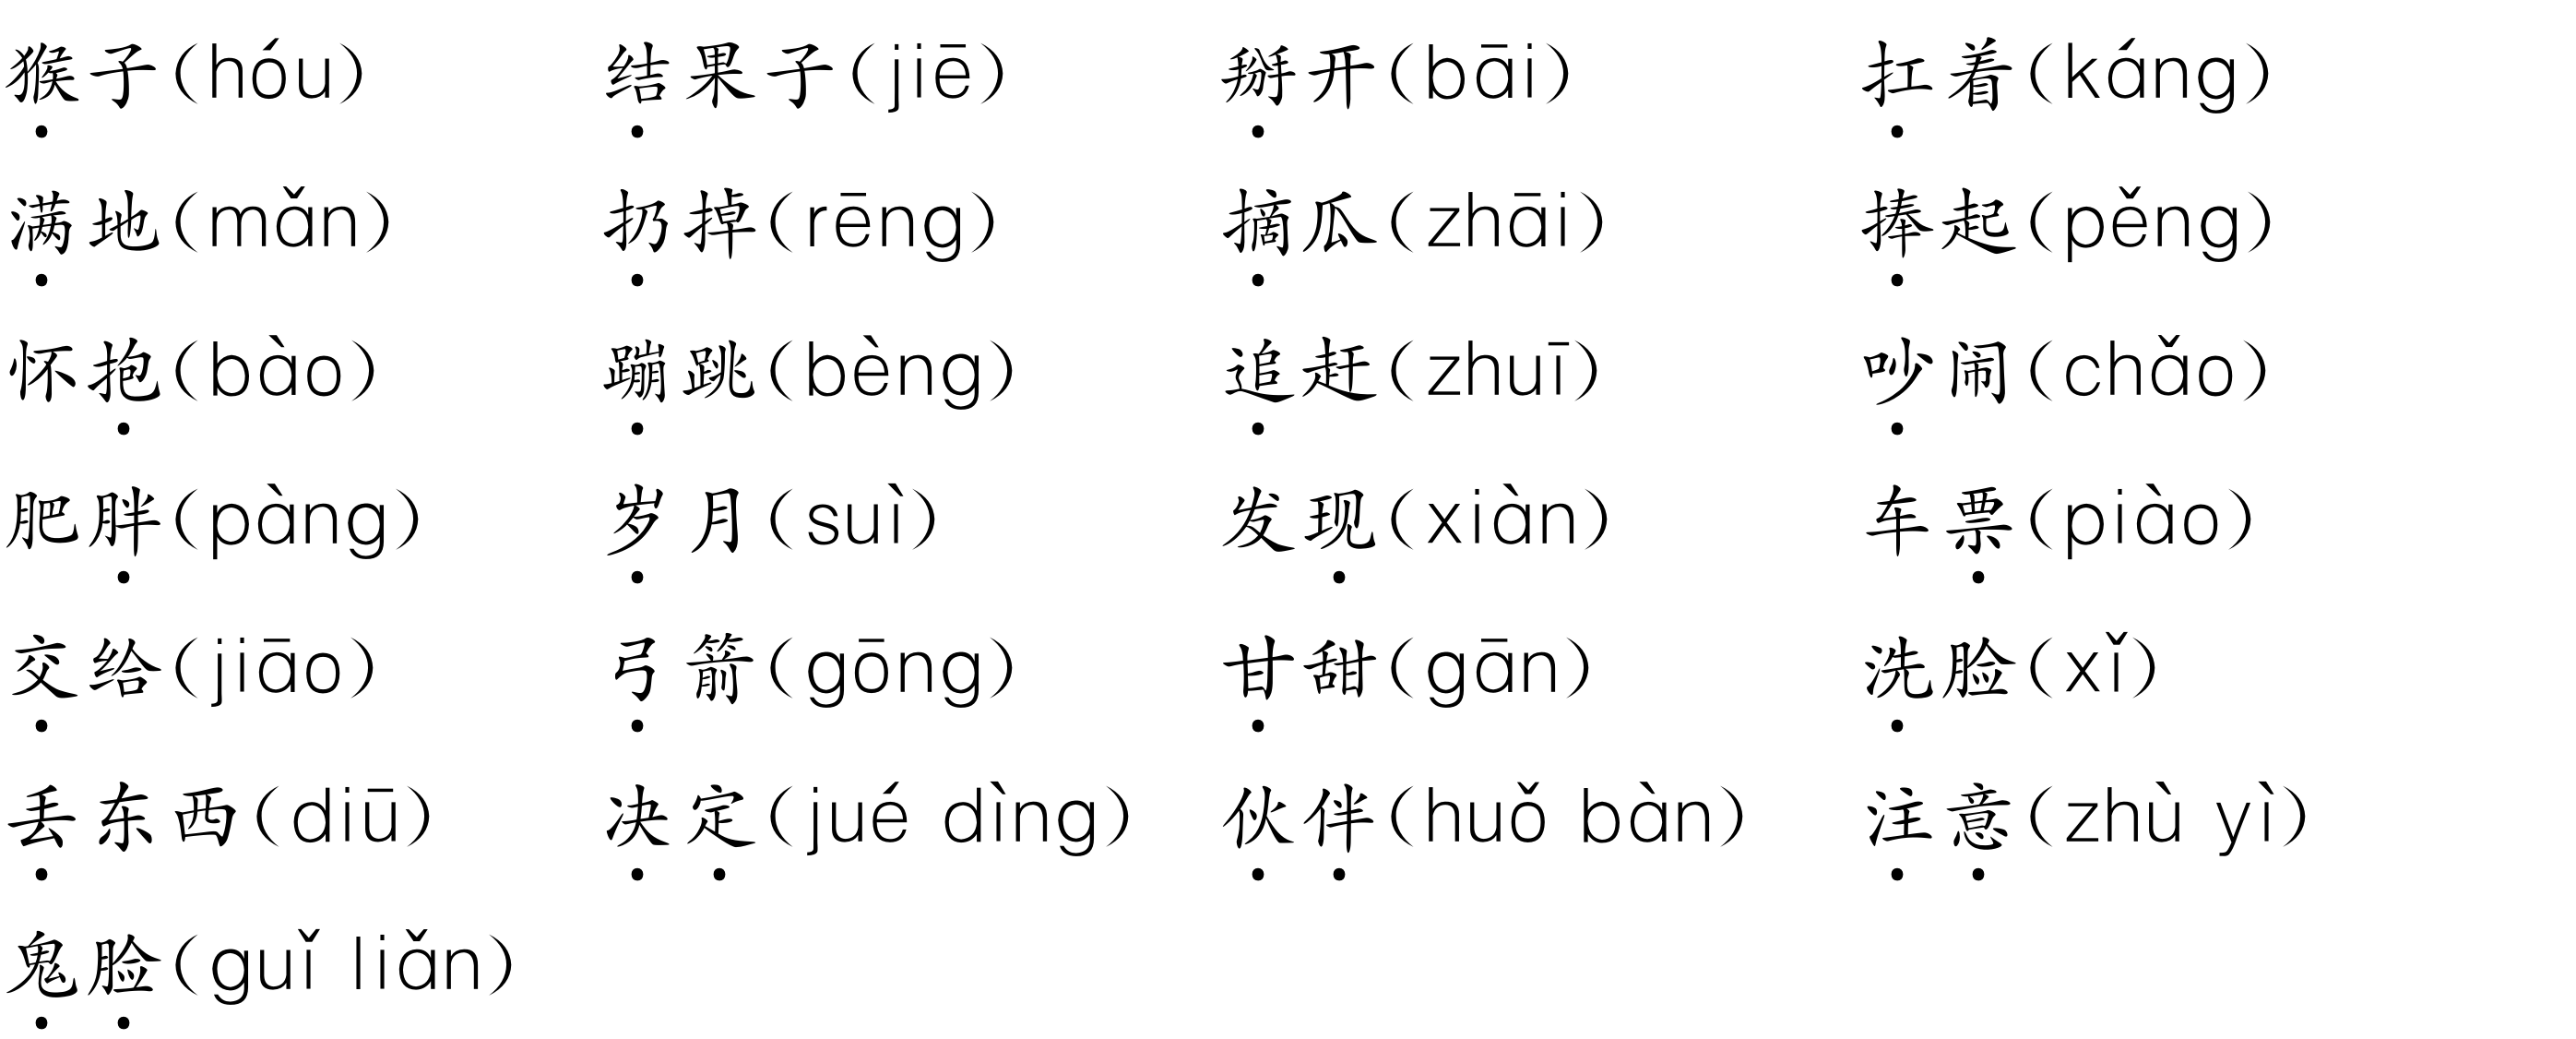 猴子(hóu) 结果子(jiē) 掰开(bāi) 扛着(káng)
满地(mǎn) 扔掉(rēng) 摘瓜(zhāi) 捧起(pěng)
怀抱(bào) 蹦跳(bèng) 追赶(zhuī) 吵闹(chǎo)
肥胖(pàng) 岁月(suì) 发现(xiàn) 车票(piào)
交给(jiāo) 弓箭(gōng) 甘甜(gān) 洗脸(xǐ)
丢东西(diū) 决定(jué dìng) 伙伴(huǒ bàn) 注意(zhù yì)
鬼脸(guǐ liǎn)